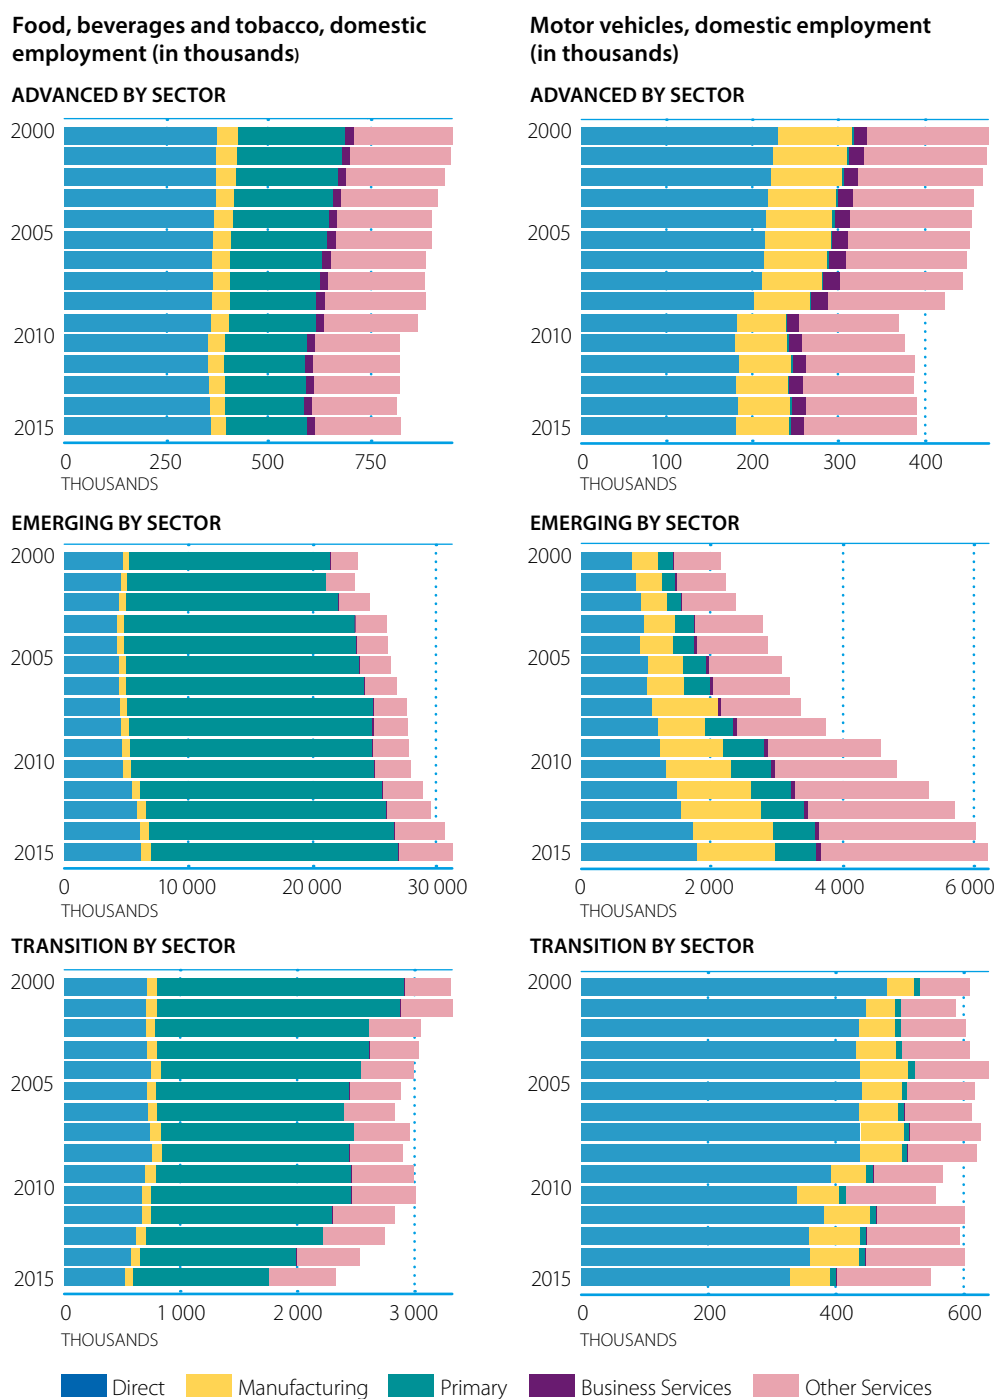 Food, beverages and tobacco, domestic
employment (in thousands)
ADVANCED BY SECTOR
2000
2005
2010
2015
0 250 500 750
THOUSANDS
EMERGING BY SECTOR
2000
2005
2010
2015
0 10 000 20 000 30 000
THOUSANDS
TRANSITION BY SECTOR
2000
2005
2010
2015
0 1 000 2 000 3 000
THOUSANDS
Motor vehicles, domestic employment
(in thousands)
ADVANCED BY SECTOR
2000
2005
2010
2015
0 100 200 300 400
THOUSANDS
EMERGING BY SECTOR
2000
2005
2010
2015
0 2 000 4 000 6 000
THOUSANDS
TRANSITION BY SECTOR
2000
2005
2010
2015
0 200 400 600
THOUSANDS
Direct Manufacturing Primary Business Services Other Services